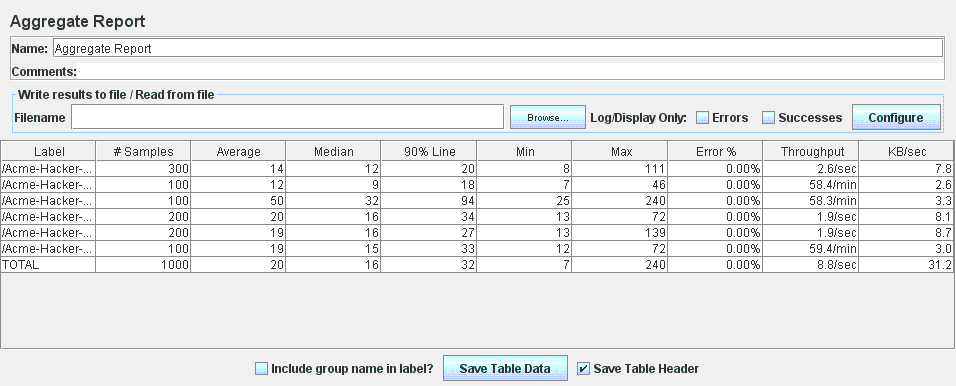 Aggregate Report
Name: Aggregate Report
Comments:
Write results to file / Read from file
Filename Browse... Log/Display Only: Errors Successes Configure
Label # Samples Average Median 90% Line Min Max Error % Throughput KB/sec
/Acme-Hacker-... 300 14 12 20 8 111 0.00% 2.6/sec 7.8
/Acme-Hacker-... 100 12 9 18 7 46 0.00% 58.4/min 2.6
/Acme-Hacker-... 100 50 32 94 25 240 0.00% 58.3/min 3.3
/Acme-Hacker-... 200 20 16 34 13 72 0.00% 1.9/sec 8.1
/Acme-Hacker-... 200 19 16 27 13 139 0.00% 1.9/sec 8.7
/Acme-Hacker-... 100 19 15 33 12 72 0.00% 59.4/min 3.0
TOTAL 1000 20 16 32 7 240 0.00% 8.8/sec 31.2
Include group name in label? Save Table Data Save Table Header